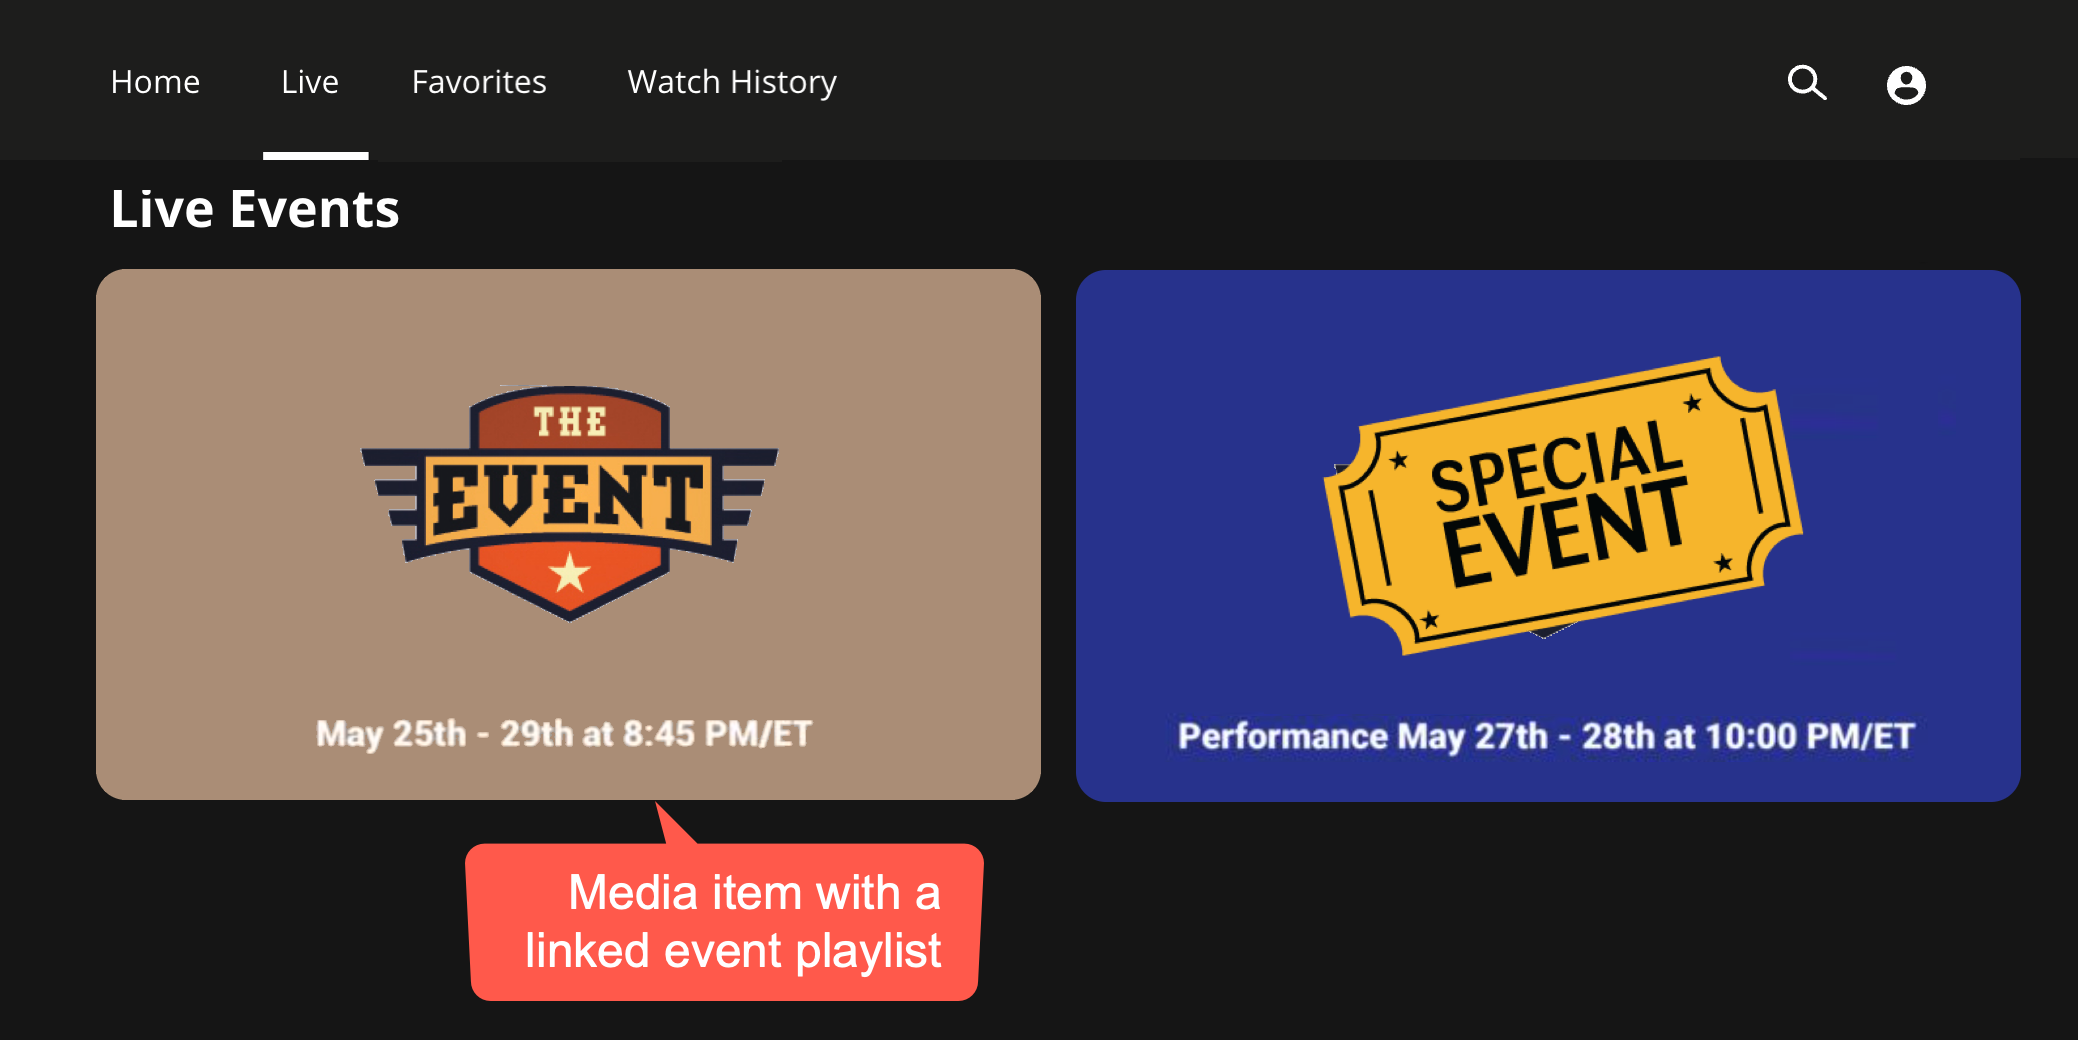 Home Live Favorites Watch History
Live Events
THE
EVENT
May 25th - 29th at 8:45 PM/ET
SPECIAL
EVENT
Performance May 27th - 28th at 10:00 PM/ET
Media item with a
linked event playlist